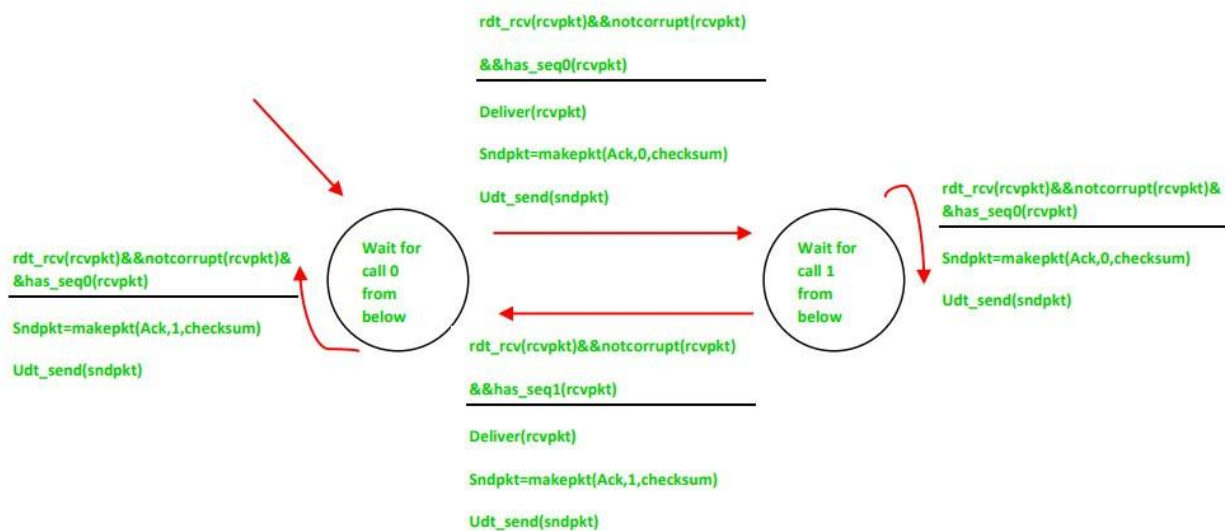 rdt_rcv(rcvpkt)&&notcorrupt(rcvpkt)
&&has_seq0(rcvpkt)
Deliver(rcvpkt)
Sndpkt=makepkt(Ack,0,checksum)
Udt_send(sndpkt)
rdt_rcv(rcvpkt)&&notcorrupt(rcvpkt)&
&has_seq0(rcvpkt)
Sndpkt=makepkt(Ack,1,checksum)
Udt_send(sndpkt)
Wait for
call 0
from
below
Wait for
call 1
from
below
rdt_rcv(rcvpkt)&&notcorrupt(rcvpkt)&
&has_seq0(rcvpkt)
Sndpkt=makepkt(Ack,0,checksum)
Udt_send(sndpkt)
rdt_rcv(rcvpkt)&&notcorrupt(rcvpkt)
&&has_seq1(rcvpkt)
Deliver(rcvpkt)
Sndpkt=makepkt(Ack,1,checksum)
Udt_send(sndpkt)